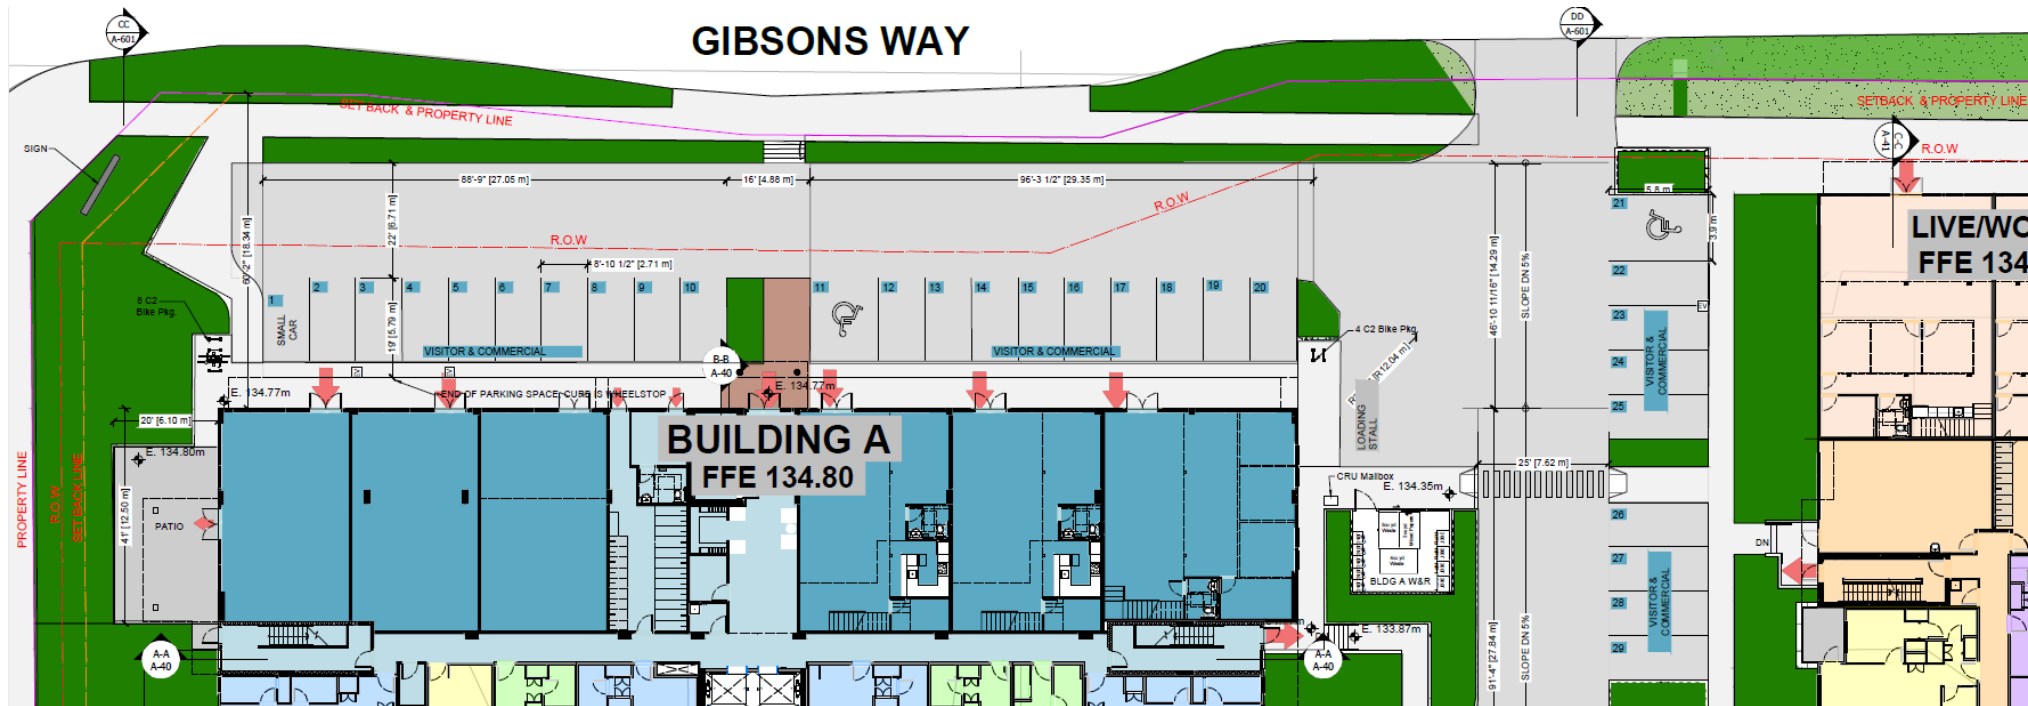 GIBSONS WAY
CC
A-601
DD
A-601
SET BACK & PROPERTY LINE
SETBACK & PROPERTY LINE
SIGN
C-C
A-41
R.O.W
88'-9" [27.05 m]
16' [4.88 m]
96'-3 1/2" [29.35 m]
5.8 m
R.O.W
R.O.W
60'-2" [18.34 m]
22' [6.71 m]
8'-10 1/2" [2.71 m]
46'-10 11/16" [14.29 m]
SLOPE DN 5%
3.9 m
21
22
23
24
25
LIVE/WO
FFE 134
1
2
3
4
5
6
7
8
9
10
11
12
13
14
15
16
17
18
19
20
EV
6 C2
Bike Pkg.
SMALL
CAR
19' [5.79 m]
VISITOR & COMMERCIAL
VISITOR & COMMERCIAL
VISITOR &
COMMERCIAL
4 C2 Bike Pkg.
[R12.04 m]
B-B
A-40
EV
EV
E. 134.77m
END OF PARKING SPACE, CURB IS WHEELSTOP
E. 134.77m
LOADING
STALL
20' [6.10 m]
BUILDING A
FFE 134.80
E. 134.80m
25' [7.62 m]
CRU Mailbox
E. 134.35m
PROPERTY LINE
R.O.W
SET BACK LINE
41' [12.50 m]
PATIO
26
27
28
29
VISITOR &
COMMERCIAL
DN
BLDG A W&R
E. 133.87m
A-A
A-40
A-A
A-40
91'-4" [27.84 m]
SLOPE DN 5%